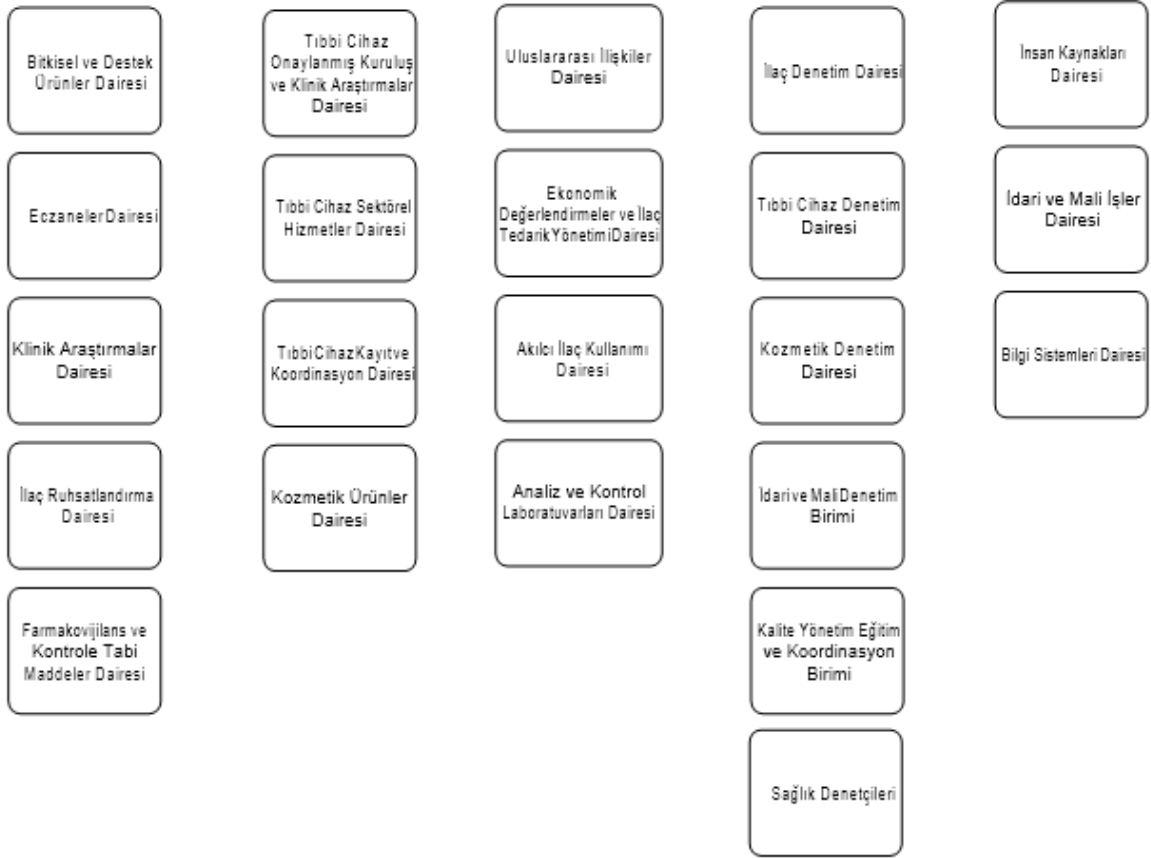 Bitkisel ve Destek
Ürünler Dairesi
Eczaneler Dairesi
Klinik Araştırmalar
Dairesi
İlaç Ruhsatlandırma
Dairesi
Farmakovijilans ve
Kontrole Tabi
Maddeler Dairesi
Tıbbi Cihaz
Onaylanmış Kuruluş
ve Klinik Araştırmalar
Dairesi
Tıbbi Cihaz Sektörel
Hizmetler Dairesi
Tıbbi Cihaz Kayıt ve
Koordinasyon Dairesi
Kozmetik Ürünler
Dairesi
Uluslararası İlişkiler
Dairesi
Ekonomik
Değerlendirmeler ve İlaç
Tedarik Yönetimi Dairesi
Akılcı İlaç Kullanımı
Dairesi
Analiz ve Kontrol
Laboratuvarları Dairesi
İlaç Denetim Dairesi
Tıbbi Cihaz Denetim
Dairesi
Kozmetik Denetim
Dairesi
İdari ve Mali Denetim
Birimi
Kalite Yönetim Eğitim
ve Koordinasyon
Birimi
Sağlık Denetçileri
İnsan Kaynakları
Dairesi
İdari ve Mali İşler
Dairesi
Bilgi Sistemleri Dairesi